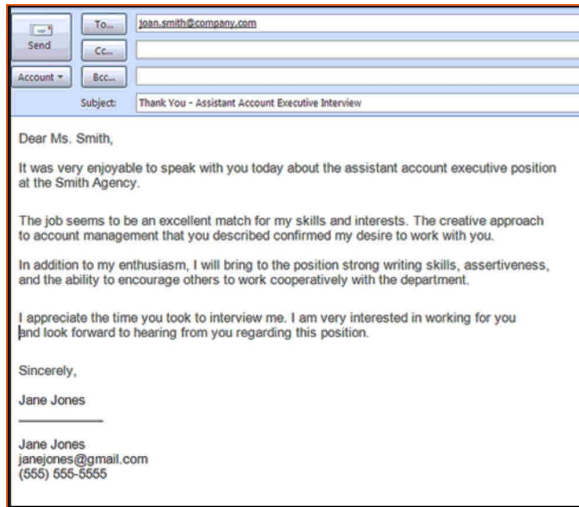 To...
joan.smith@company.com
Send
Cc...
Account
Bcc...
Subject:
Thank You - Assistant Account Executive Interview
Dear Ms. Smith,
It was very enjoyable to speak with you today about the assistant account executive position
at the Smith Agency.
The job seems to be an excellent match for my skills and interests. The creative approach
to account management that you described confirmed my desire to work with you.
In addition to my enthusiasm, I will bring to the position strong writing skills, assertiveness,
and the ability to encourage others to work cooperatively with the department.
I appreciate the time you took to interview me. I am very interested in working for you
and look forward to hearing from you regarding this position.
Sincerely,
Jane Jones
Jane Jones
janejones@gmail.com
(555) 555-5555